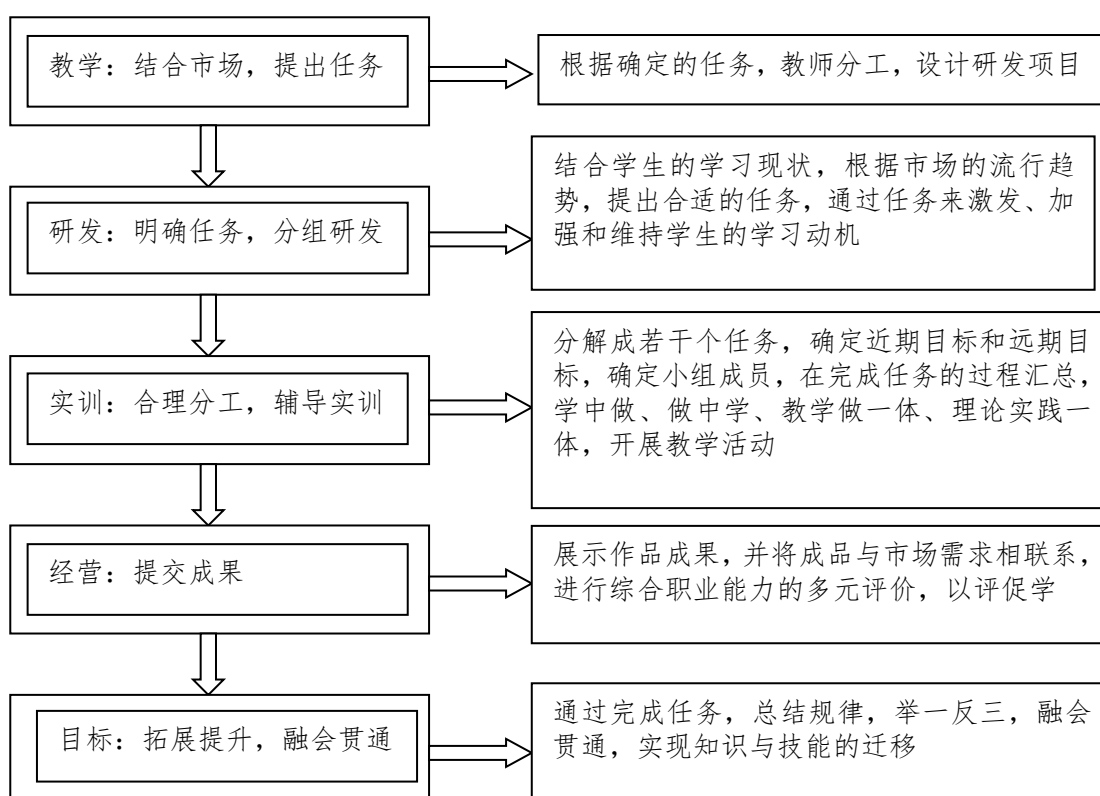 教学：结合市场，提出任务
根据确定的任务，教师分工，设计研发项目
研发：明确任务，分组研发
结合学生的学习现状，根据市场的流行趋
势，提出合适的任务，通过任务来激发、加
强和维持学生的学习动机
实训：合理分工，辅导实训
分解成若干个任务，确定近期目标和远期目
标，确定小组成员，在完成任务的过程汇总，
学中做、做中学、教学做一体、理论实践一
体，开展教学活动
经营：提交成果
展示作品成果，并将成品与市场需求相联系，
进行综合职业能力的多元评价，以评促学
目标：拓展提升，融会贯通
通过完成任务，总结规律，举一反三，融会
贯通，实现知识与技能的迁移